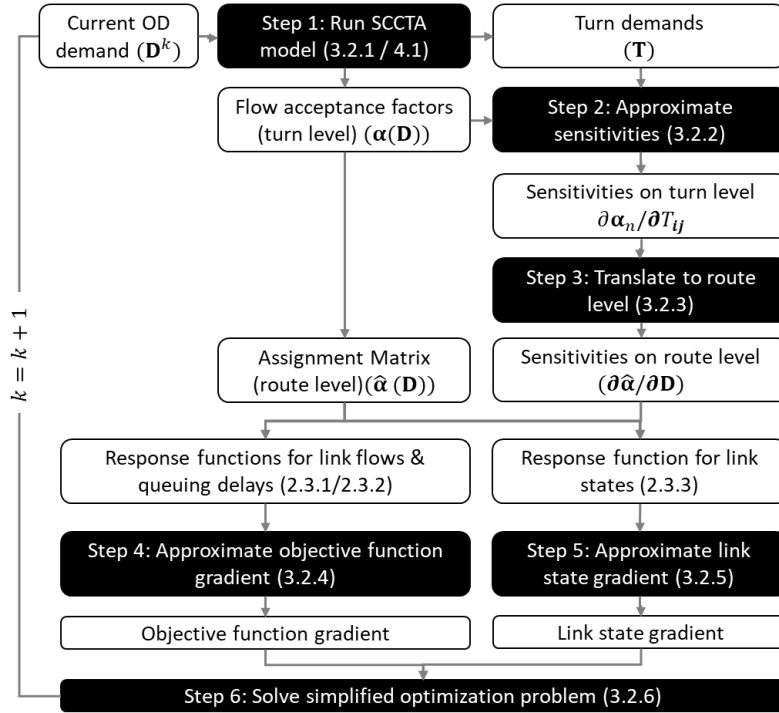 Current OD
demand (𝐃ᵏ)
Step 1: Run SCCTA
model (3.2.1 / 4.1)
Turn demands
(𝐓)
Flow acceptance factors
(turn level) (𝛂(𝐃))
Step 2: Approximate
sensitivities (3.2.2)
Sensitivities on turn level
∂𝛂ₙ/𝛛Tᵢⱼ
Step 3: Translate to route
level (3.2.3)
k = k + 1
Assignment Matrix
(route level)(𝛂̂ (𝐃))
Sensitivities on route level
(𝛛𝛂̂/𝛛𝐃)
Response functions for link flows &
queuing delays (2.3.1/2.3.2)
Response function for link
states (2.3.3)
Step 4: Approximate objective function
gradient (3.2.4)
Step 5: Approximate link
state gradient (3.2.5)
Objective function gradient
Link state gradient
Step 6: Solve simplified optimization problem (3.2.6)